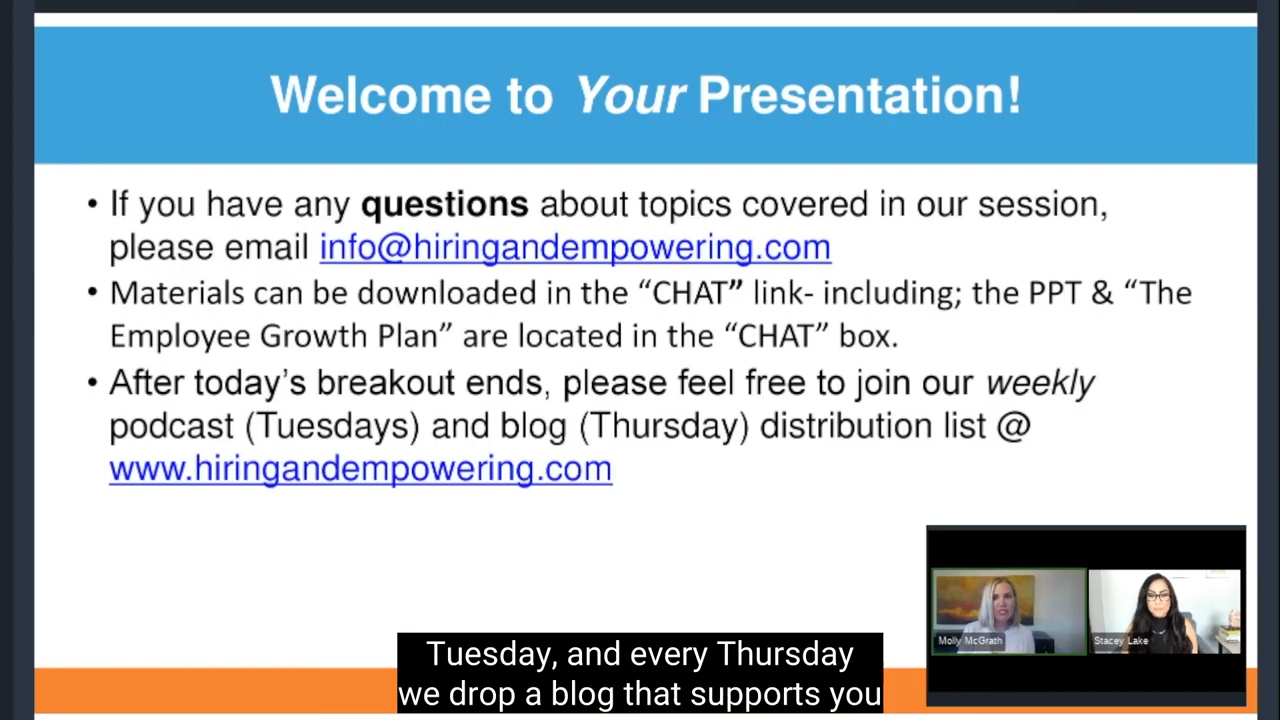 Welcome to Your Presentation!
• If you have any questions about topics covered in our session,
please email info@hiringandempowering.com
• Materials can be downloaded in the “CHAT” link- including; the PPT & “The
Employee Growth Plan” are located in the “CHAT” box.
• After today’s breakout ends, please feel free to join our weekly
podcast (Tuesdays) and blog (Thursday) distribution list @
www.hiringandempowering.com
Molly McGrath
Stacey Lake
Tuesday, and every Thursday
we drop a blog that supports you